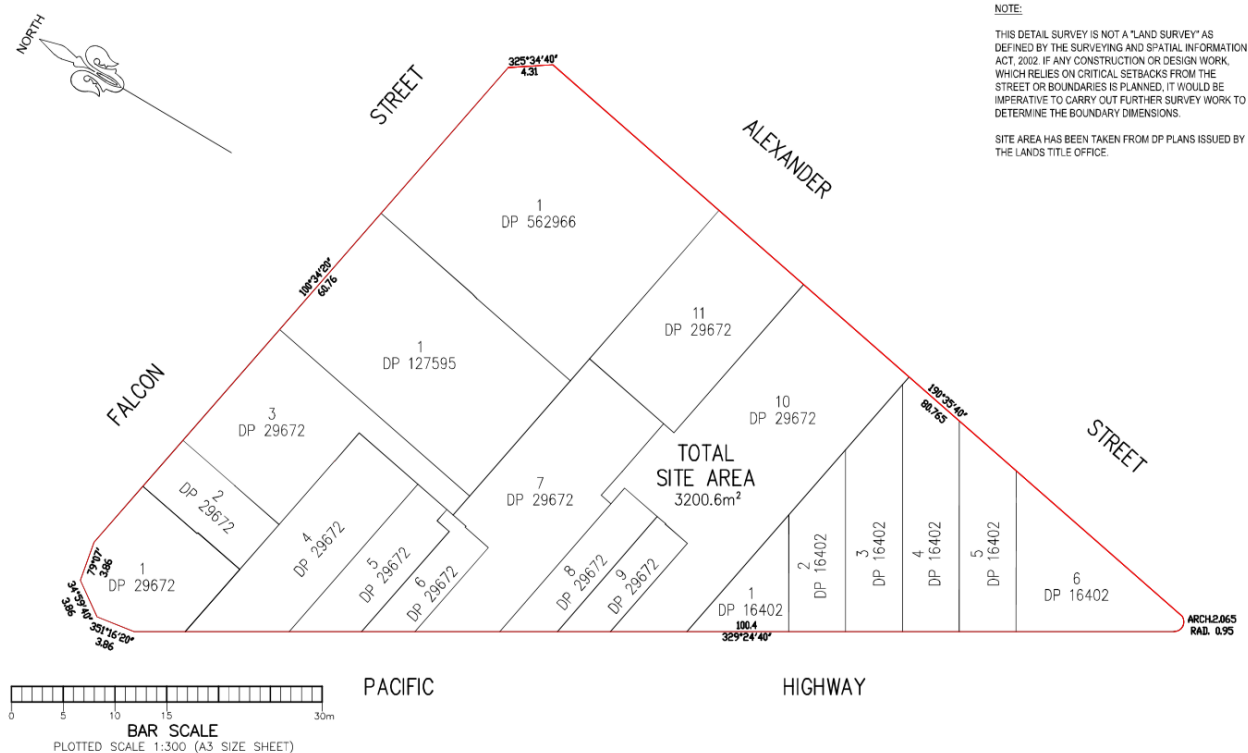 NOTE:
THIS DETAIL SURVEY IS NOT A "LAND SURVEY" AS
DEFINED BY THE SURVEYING AND SPATIAL INFORMATION
ACT, 2002. IF ANY CONSTRUCTION OR DESIGN WORK,
WHICH RELIES ON CRITICAL SETBACKS FROM THE
STREET OR BOUNDARIES IS PLANNED, IT WOULD BE
IMPERATIVE TO CARRY OUT FURTHER SURVEY WORK TO
DETERMINE THE BOUNDARY DIMENSIONS.
SITE AREA HAS BEEN TAKEN FROM DP PLANS ISSUED BY
THE LANDS TITLE OFFICE.
NORTH
325°34'40"
4.31
STREET
ALEXANDER
1
DP 562966
100°34'20"
60.76
11
DP 29672
1
DP 127595
FALCON
3
DP 29672
10
DP 29672
190°35'40"
80.765
STREET
TOTAL
SITE AREA
3200.6m²
2
DP 29672
7
DP 29672
4
DP 29672
5
DP 29672
6
DP 29672
8
DP 29672
9
DP 29672
79°07'
3.86
1
DP 29672
34°59'40"
3.86
351°16'20"
3.86
1
DP 16402
2
DP 16402
3
DP 16402
4
DP 16402
5
DP 16402
6
DP 16402
100.4
329°24'40"
ARCH.2.065
RAD. 0.95
PACIFIC
HIGHWAY
0 5 10 15 30m
BAR SCALE
PLOTTED SCALE 1:300 (A3 SIZE SHEET)